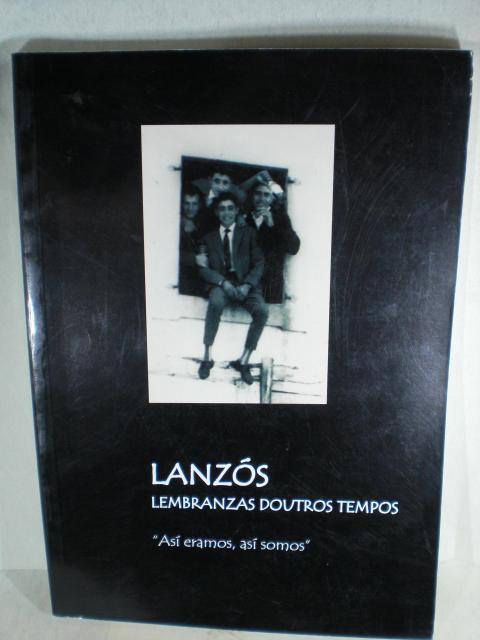 LANZÓS
LEMBRANZAS DOUTROS TEMPOS
"Así eramos, así somos"